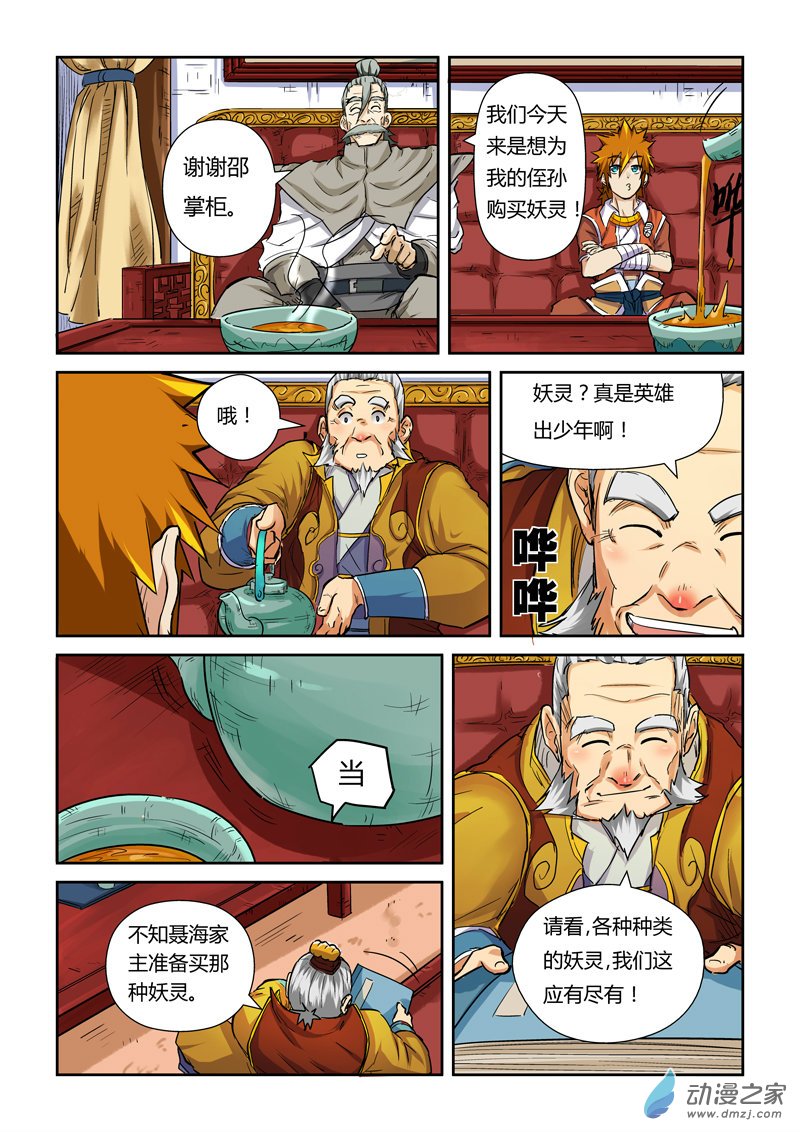 谢谢邵
掌柜。
我们今天
来是想为
我的侄孙
购买妖灵！
哗
哦！
妖灵？真是英雄
出少年啊！
当
不知聂海家
主准备买那
种妖灵。
请看，各种种类
的妖灵，我们这
应有尽有！
动漫之家
www.dmzj.com